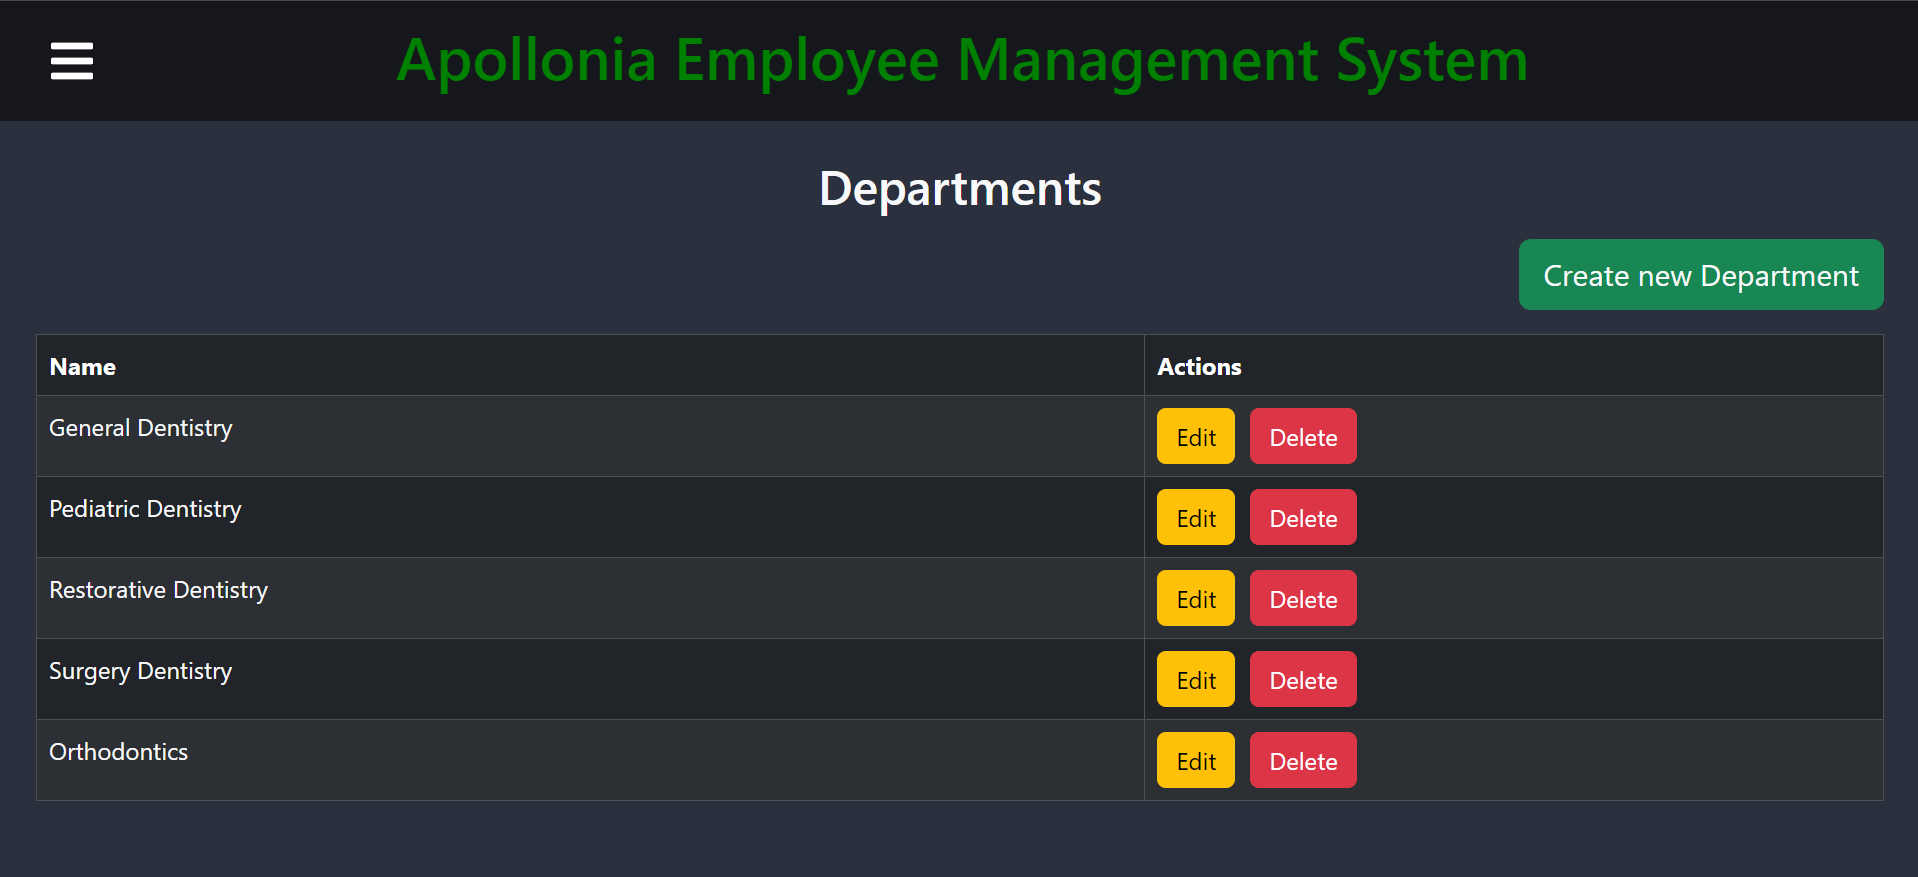 Apollonia Employee Management System
Departments
Create new Department
Name Actions
General Dentistry Edit Delete
Pediatric Dentistry Edit Delete
Restorative Dentistry Edit Delete
Surgery Dentistry Edit Delete
Orthodontics Edit Delete